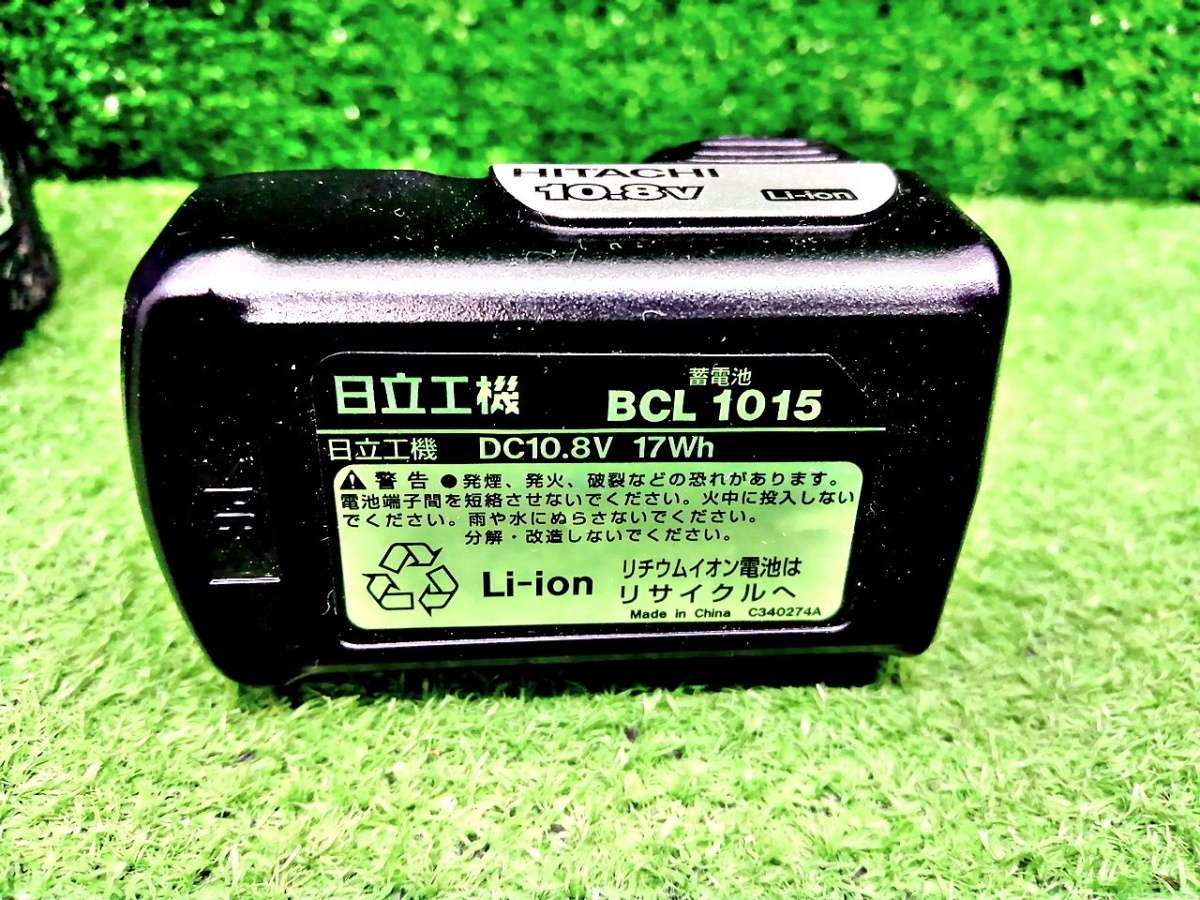 HITACHI
10.8V Li-ion
日立工機 蓄電池
BCL 1015
日立工機 DC10.8V 17Wh
警告 ●発煙、発火、破裂などの恐れがあります。
電池端子間を短絡させないでください。火中に投入しない
でください。雨や水にぬらさないでください。
分解・改造しないでください。
Li-ion リチウムイオン電池は
リサイクルへ
Made in China C340274A